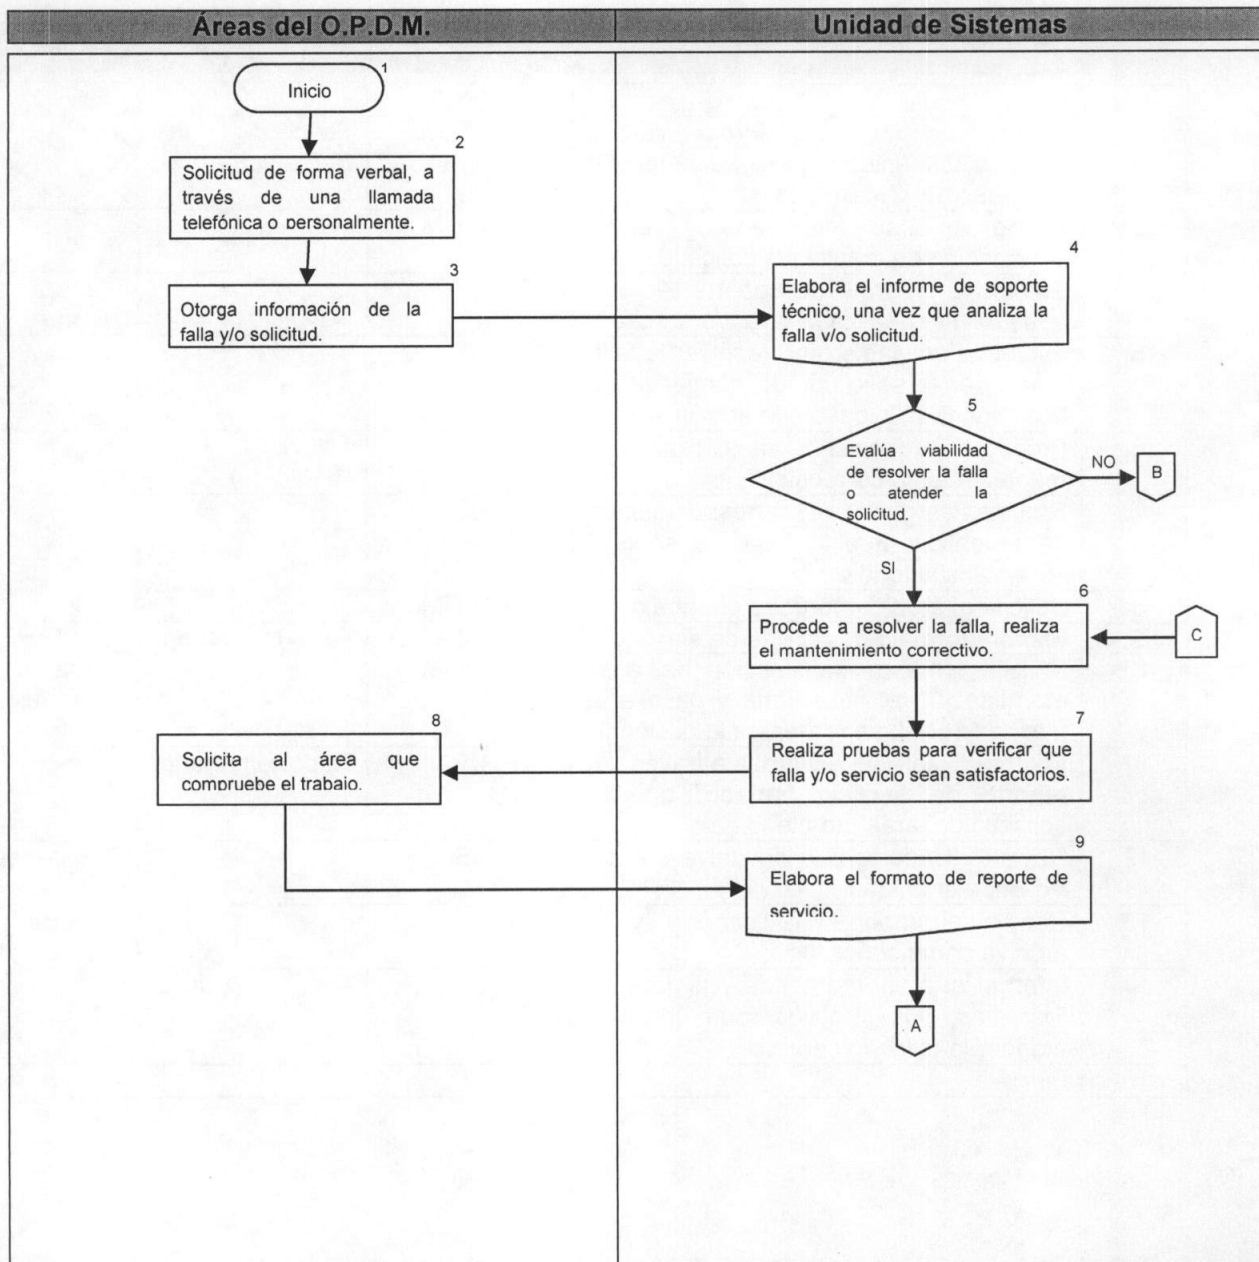 Áreas del O.P.D.M.
Unidad de Sistemas
1
Inicio
2
Solicitud de forma verbal, a
través de una llamada
telefónica o personalmente.
3
Otorga información de la
falla y/o solicitud.
4
Elabora el informe de soporte
técnico, una vez que analiza la
falla y/o solicitud.
5
Evalúa viabilidad
de resolver la falla
o atender la
solicitud.
NO
B
SI
6
Procede a resolver la falla, realiza
el mantenimiento correctivo.
C
7
Realiza pruebas para verificar que
falla y/o servicio sean satisfactorios.
8
Solicita al área que
compruebe el trabajo.
9
Elabora el formato de reporte de
servicio.
A